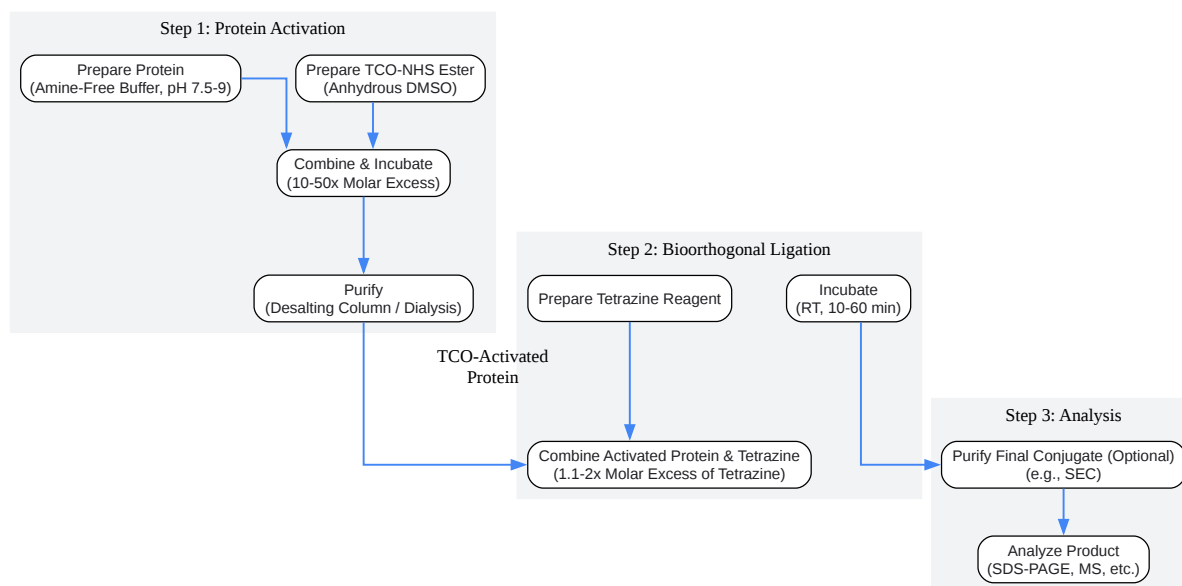 Step 1: Protein Activation
Prepare Protein
(Amine-Free Buffer, pH 7.5-9)
Prepare TCO-NHS Ester
(Anhydrous DMSO)
Combine & Incubate
(10-50x Molar Excess)
Purify
(Desalting Column / Dialysis)
TCO-Activated
Protein
Step 2: Bioorthogonal Ligation
Prepare Tetrazine Reagent
Incubate
(RT, 10-60 min)
Combine Activated Protein & Tetrazine
(1.1-2x Molar Excess of Tetrazine)
Step 3: Analysis
Purify Final Conjugate (Optional)
(e.g., SEC)
Analyze Product
(SDS-PAGE, MS, etc.)